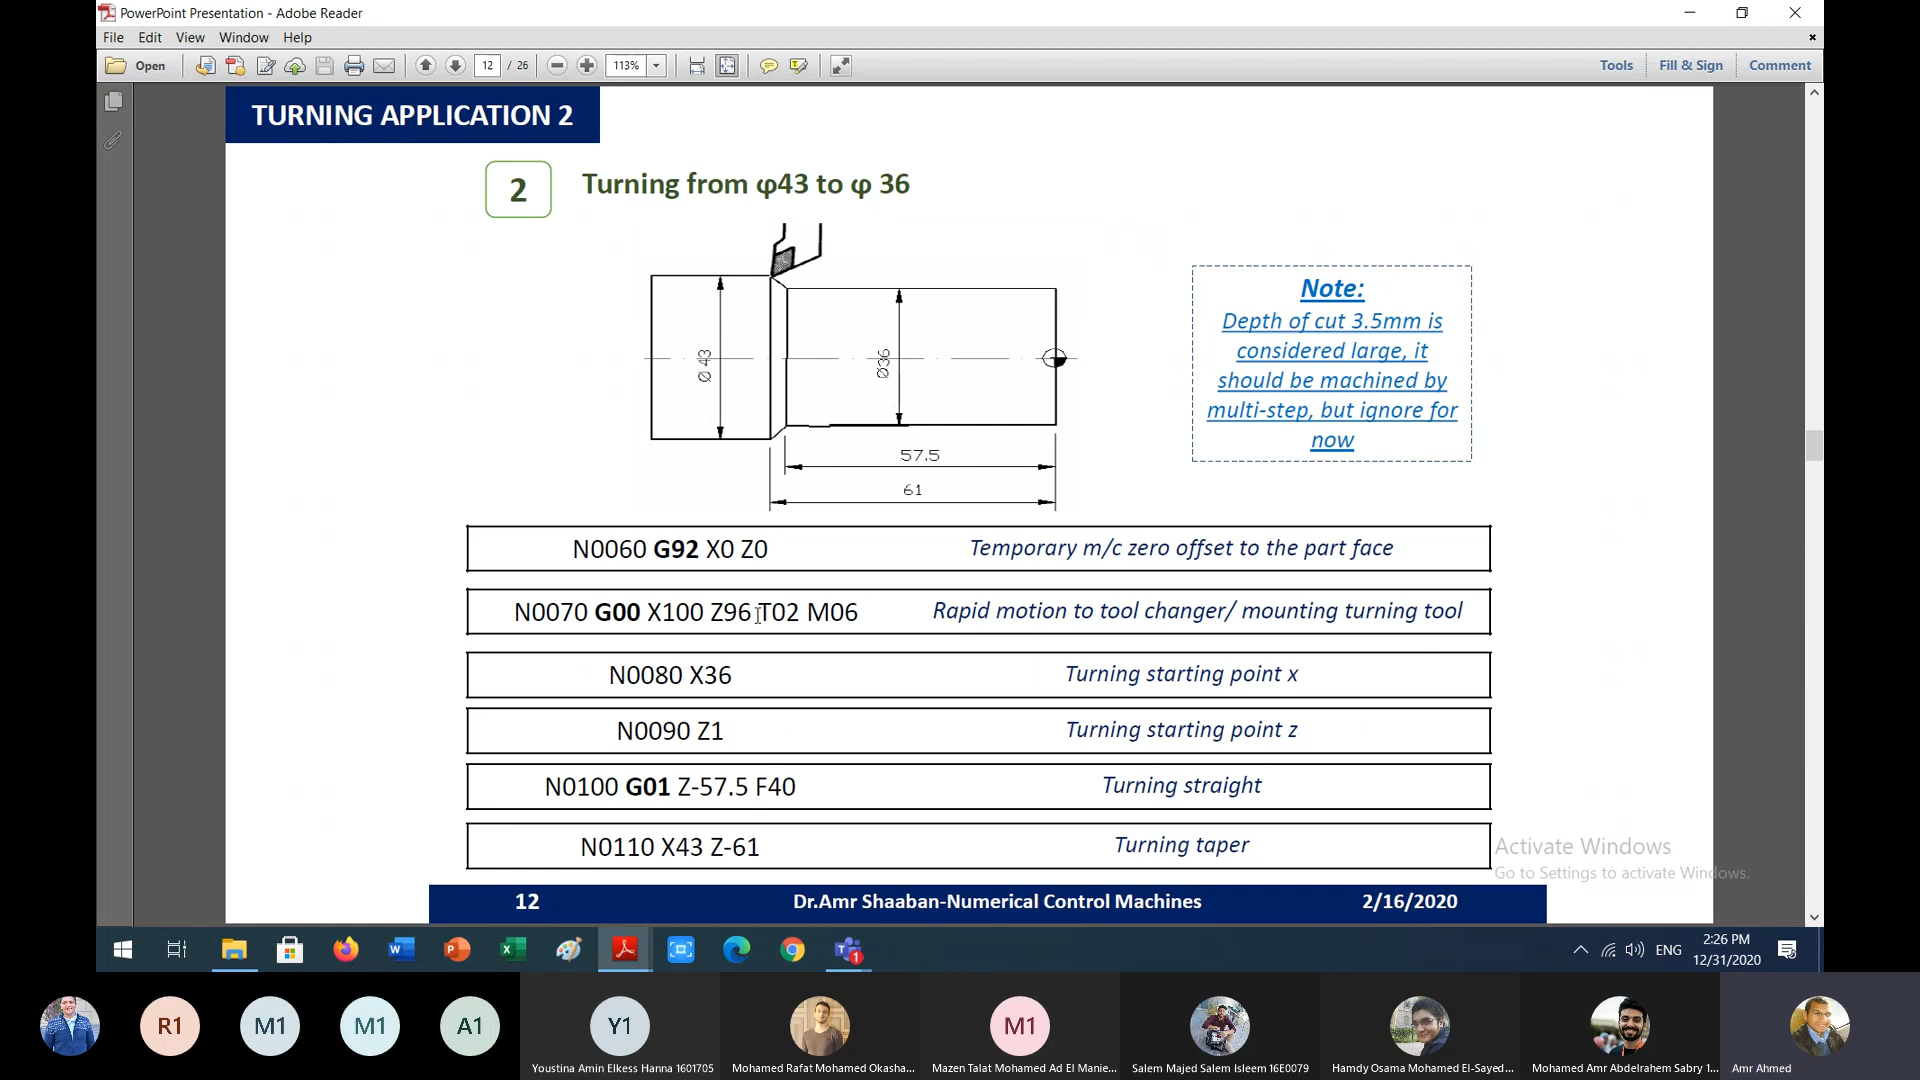 PowerPoint Presentation - Adobe Reader
File Edit View Window Help
Open 12 / 26 113% Tools Fill & Sign Comment
TURNING APPLICATION 2
2 Turning from φ43 to φ 36
Note:
Depth of cut 3.5mm is
considered large, it
should be machined by
multi-step, but ignore for
now
Ø 43
Ø36
57.5
61
N0060 G92 X0 Z0 Temporary m/c zero offset to the part face
N0070 G00 X100 Z96 T02 M06 Rapid motion to tool changer/ mounting turning tool
N0080 X36 Turning starting point x
N0090 Z1 Turning starting point z
N0100 G01 Z-57.5 F40 Turning straight
N0110 X43 Z-61 Turning taper
Activate Windows
Go to Settings to activate Windows.
12 Dr.Amr Shaaban-Numerical Control Machines 2/16/2020
1
ENG
2:26 PM
12/31/2020
R1 M1 M1 A1 Y1 M1
Youstina Amin Elkess Hanna 1601705 Mohamed Rafat Mohamed Okasha... Mazen Talat Mohamed Ad El Manie... Salem Majed Salem Isleem 16E0079 Hamdy Osama Mohamed El-Sayed... Mohamed Amr Abdelrahem Sabry 1... Amr Ahmed